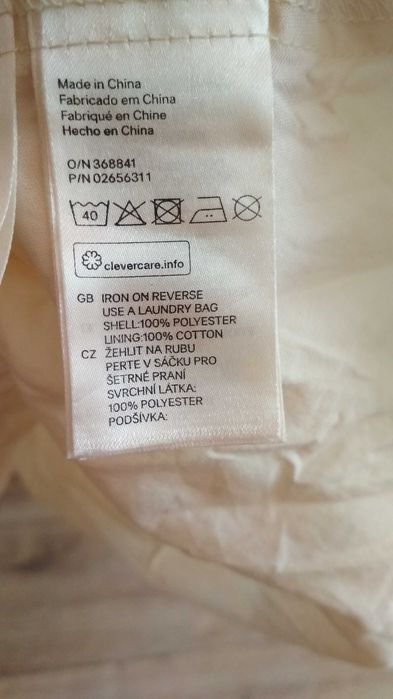 Made in China
Fabricado em China
Fabriqué en Chine
Hecho en China
O/N 368841
P/N 02656311
40
clevercare.info
GB IRON ON REVERSE
USE A LAUNDRY BAG
SHELL:100% POLYESTER
LINING:100% COTTON
CZ ŽEHLIT NA RUBU
PERTE V SÁČKU PRO
ŠETRNÉ PRANÍ
SVRCHNÍ LÁTKA:
100% POLYESTER
PODŠÍVKA: